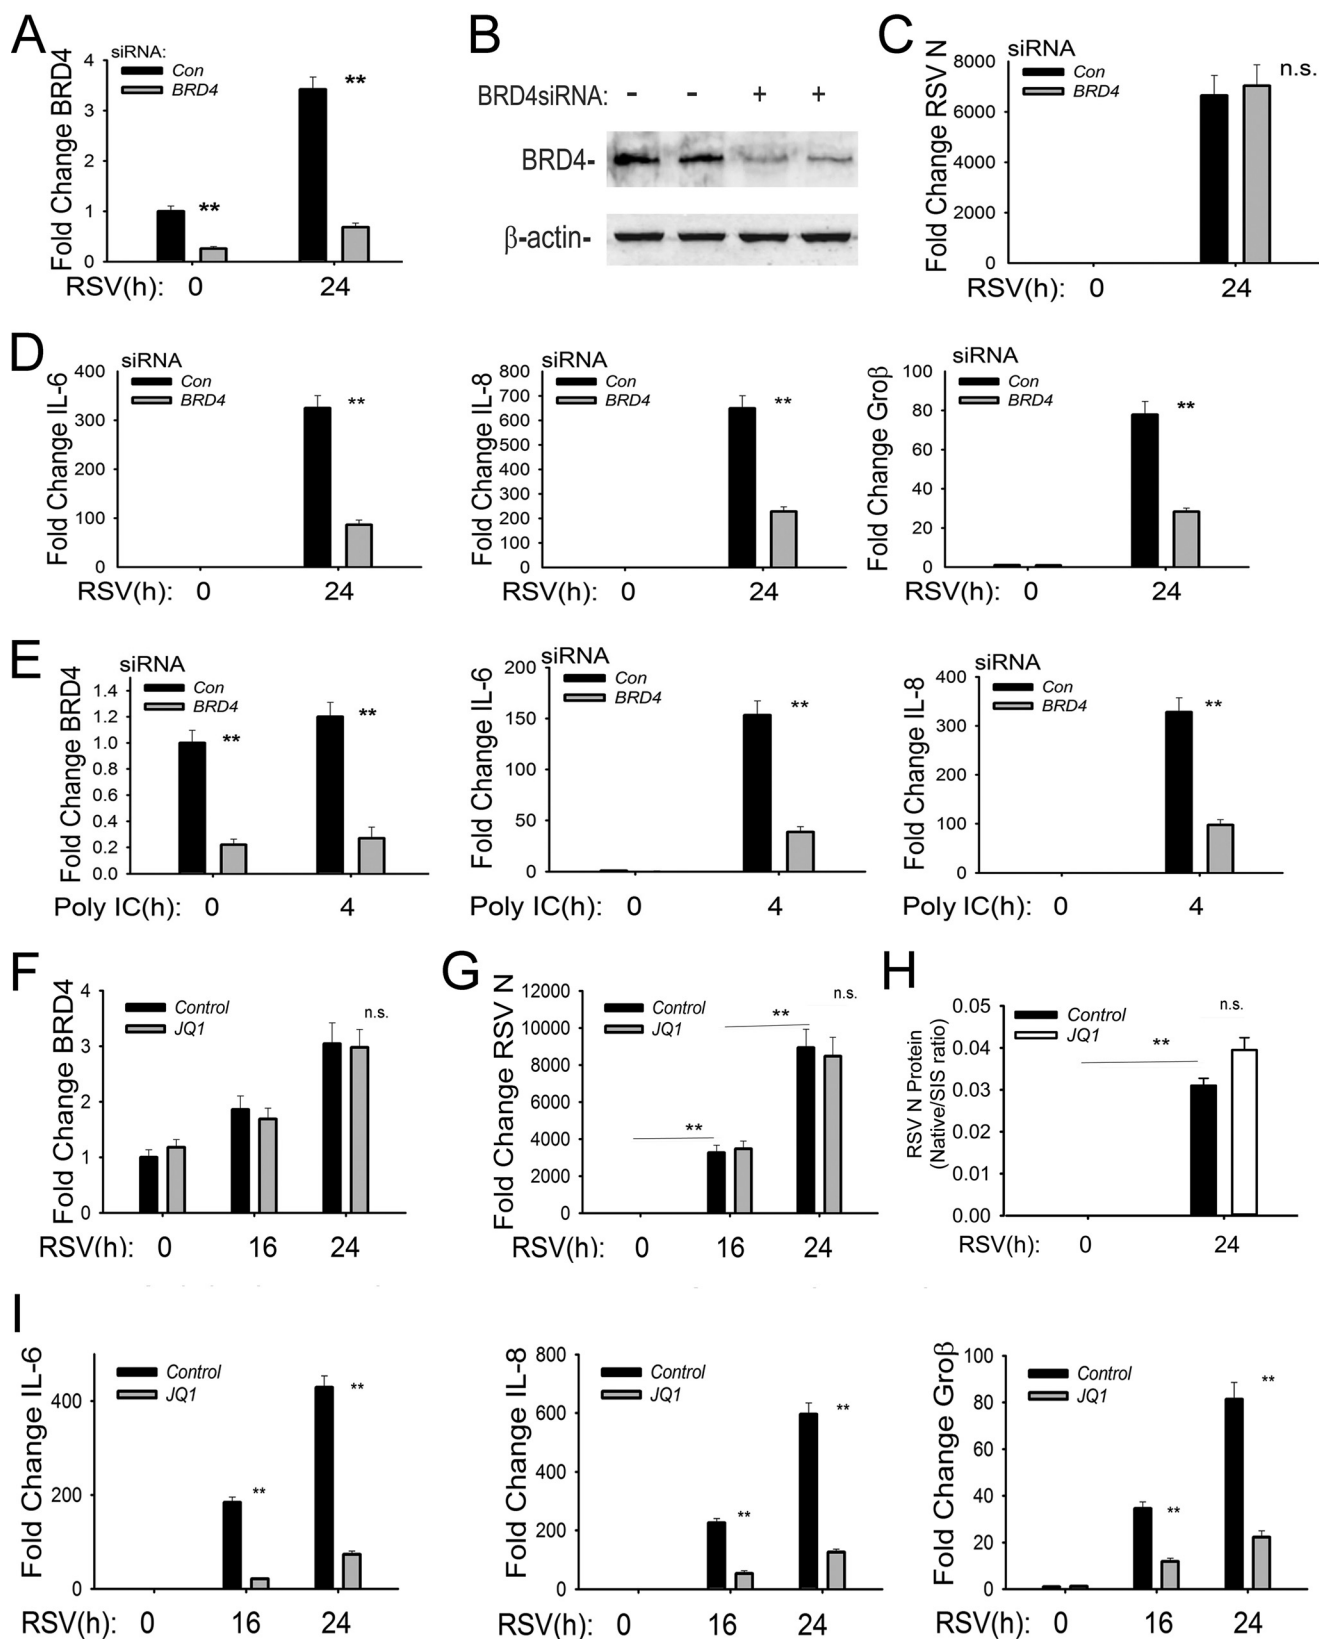 A
Fold Change BRD4
siRNA:
Con
BRD4
4
3
2
1
0
**
**
RSV(h): 0 24
B
BRD4siRNA: - - + +
BRD4-
β-actin-
C
Fold Change RSV N
siRNA
Con
BRD4
n.s.
8000
6000
4000
2000
0
RSV(h): 0 24
D
Fold Change IL-6
siRNA
Con
BRD4
400
300
200
100
0
**
RSV(h): 0 24
Fold Change IL-8
siRNA
Con
BRD4
800
700
600
500
400
300
200
100
0
**
RSV(h): 0 24
Fold Change Groβ
siRNA
Con
BRD4
100
80
60
40
20
0
**
RSV(h): 0 24
E
Fold Change BRD4
siRNA
Con
BRD4
1.4
1.2
1.0
0.8
0.6
0.4
0.2
0.0
**
**
Poly IC(h): 0 4
Fold Change IL-6
siRNA
Con
BRD4
200
150
100
50
0
**
Poly IC(h): 0 4
Fold Change IL-8
siRNA
Con
BRD4
400
300
200
100
0
**
Poly IC(h): 0 4
F
Fold Change BRD4
Control
JQ1
n.s.
4
3
2
1
0
RSV(h): 0 16 24
G
Fold Change RSV N
Control
JQ1
n.s.
12000
10000
8000
6000
4000
2000
0
**
**
RSV(h): 0 16 24
H
RSV N Protein
(Native/SIS ratio)
Control
JQ1
n.s.
0.05
0.04
0.03
0.02
0.01
0.00
**
RSV(h): 0 24
I
Fold Change IL-6
Control
JQ1
400
200
0
**
**
RSV(h): 0 16 24
Fold Change IL-8
Control
JQ1
800
600
400
200
0
**
**
RSV(h): 0 16 24
Fold Change Groβ
Control
JQ1
100
80
60
40
20
0
**
**
RSV(h): 0 16 24